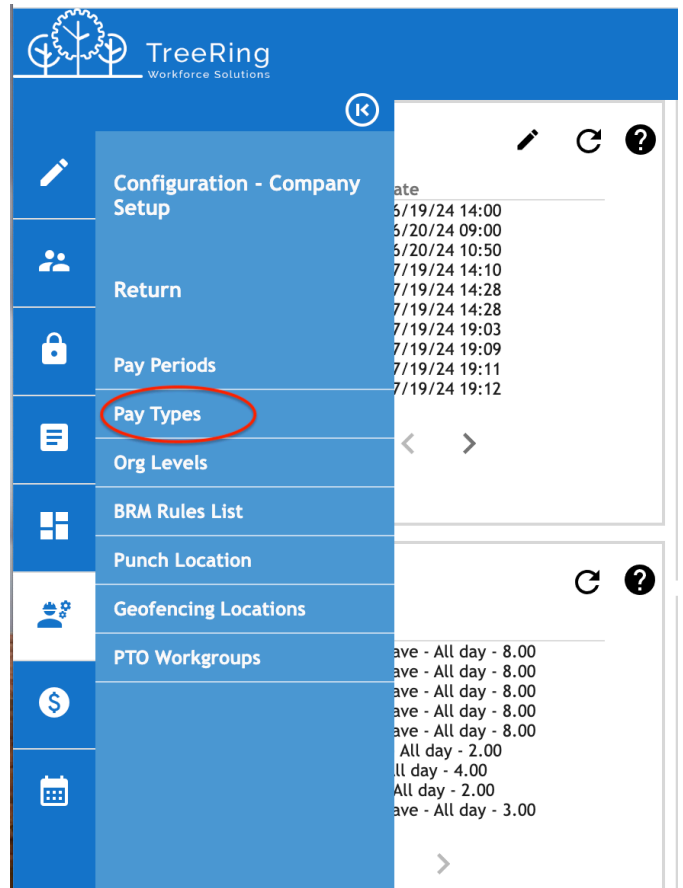 TreeRing
Workforce Solutions
Configuration - Company
Setup
Return
Pay Periods
Pay Types
Org Levels
BRM Rules List
Punch Location
Geofencing Locations
PTO Workgroups
ate
6/19/24 14:00
6/20/24 09:00
6/20/24 10:50
7/19/24 14:10
7/19/24 14:28
7/19/24 14:28
7/19/24 19:03
7/19/24 19:09
7/19/24 19:11
7/19/24 19:12
ave - All day - 8.00
ave - All day - 8.00
ave - All day - 8.00
ave - All day - 8.00
ave - All day - 8.00
All day - 2.00
ll day - 4.00
All day - 2.00
ave - All day - 3.00